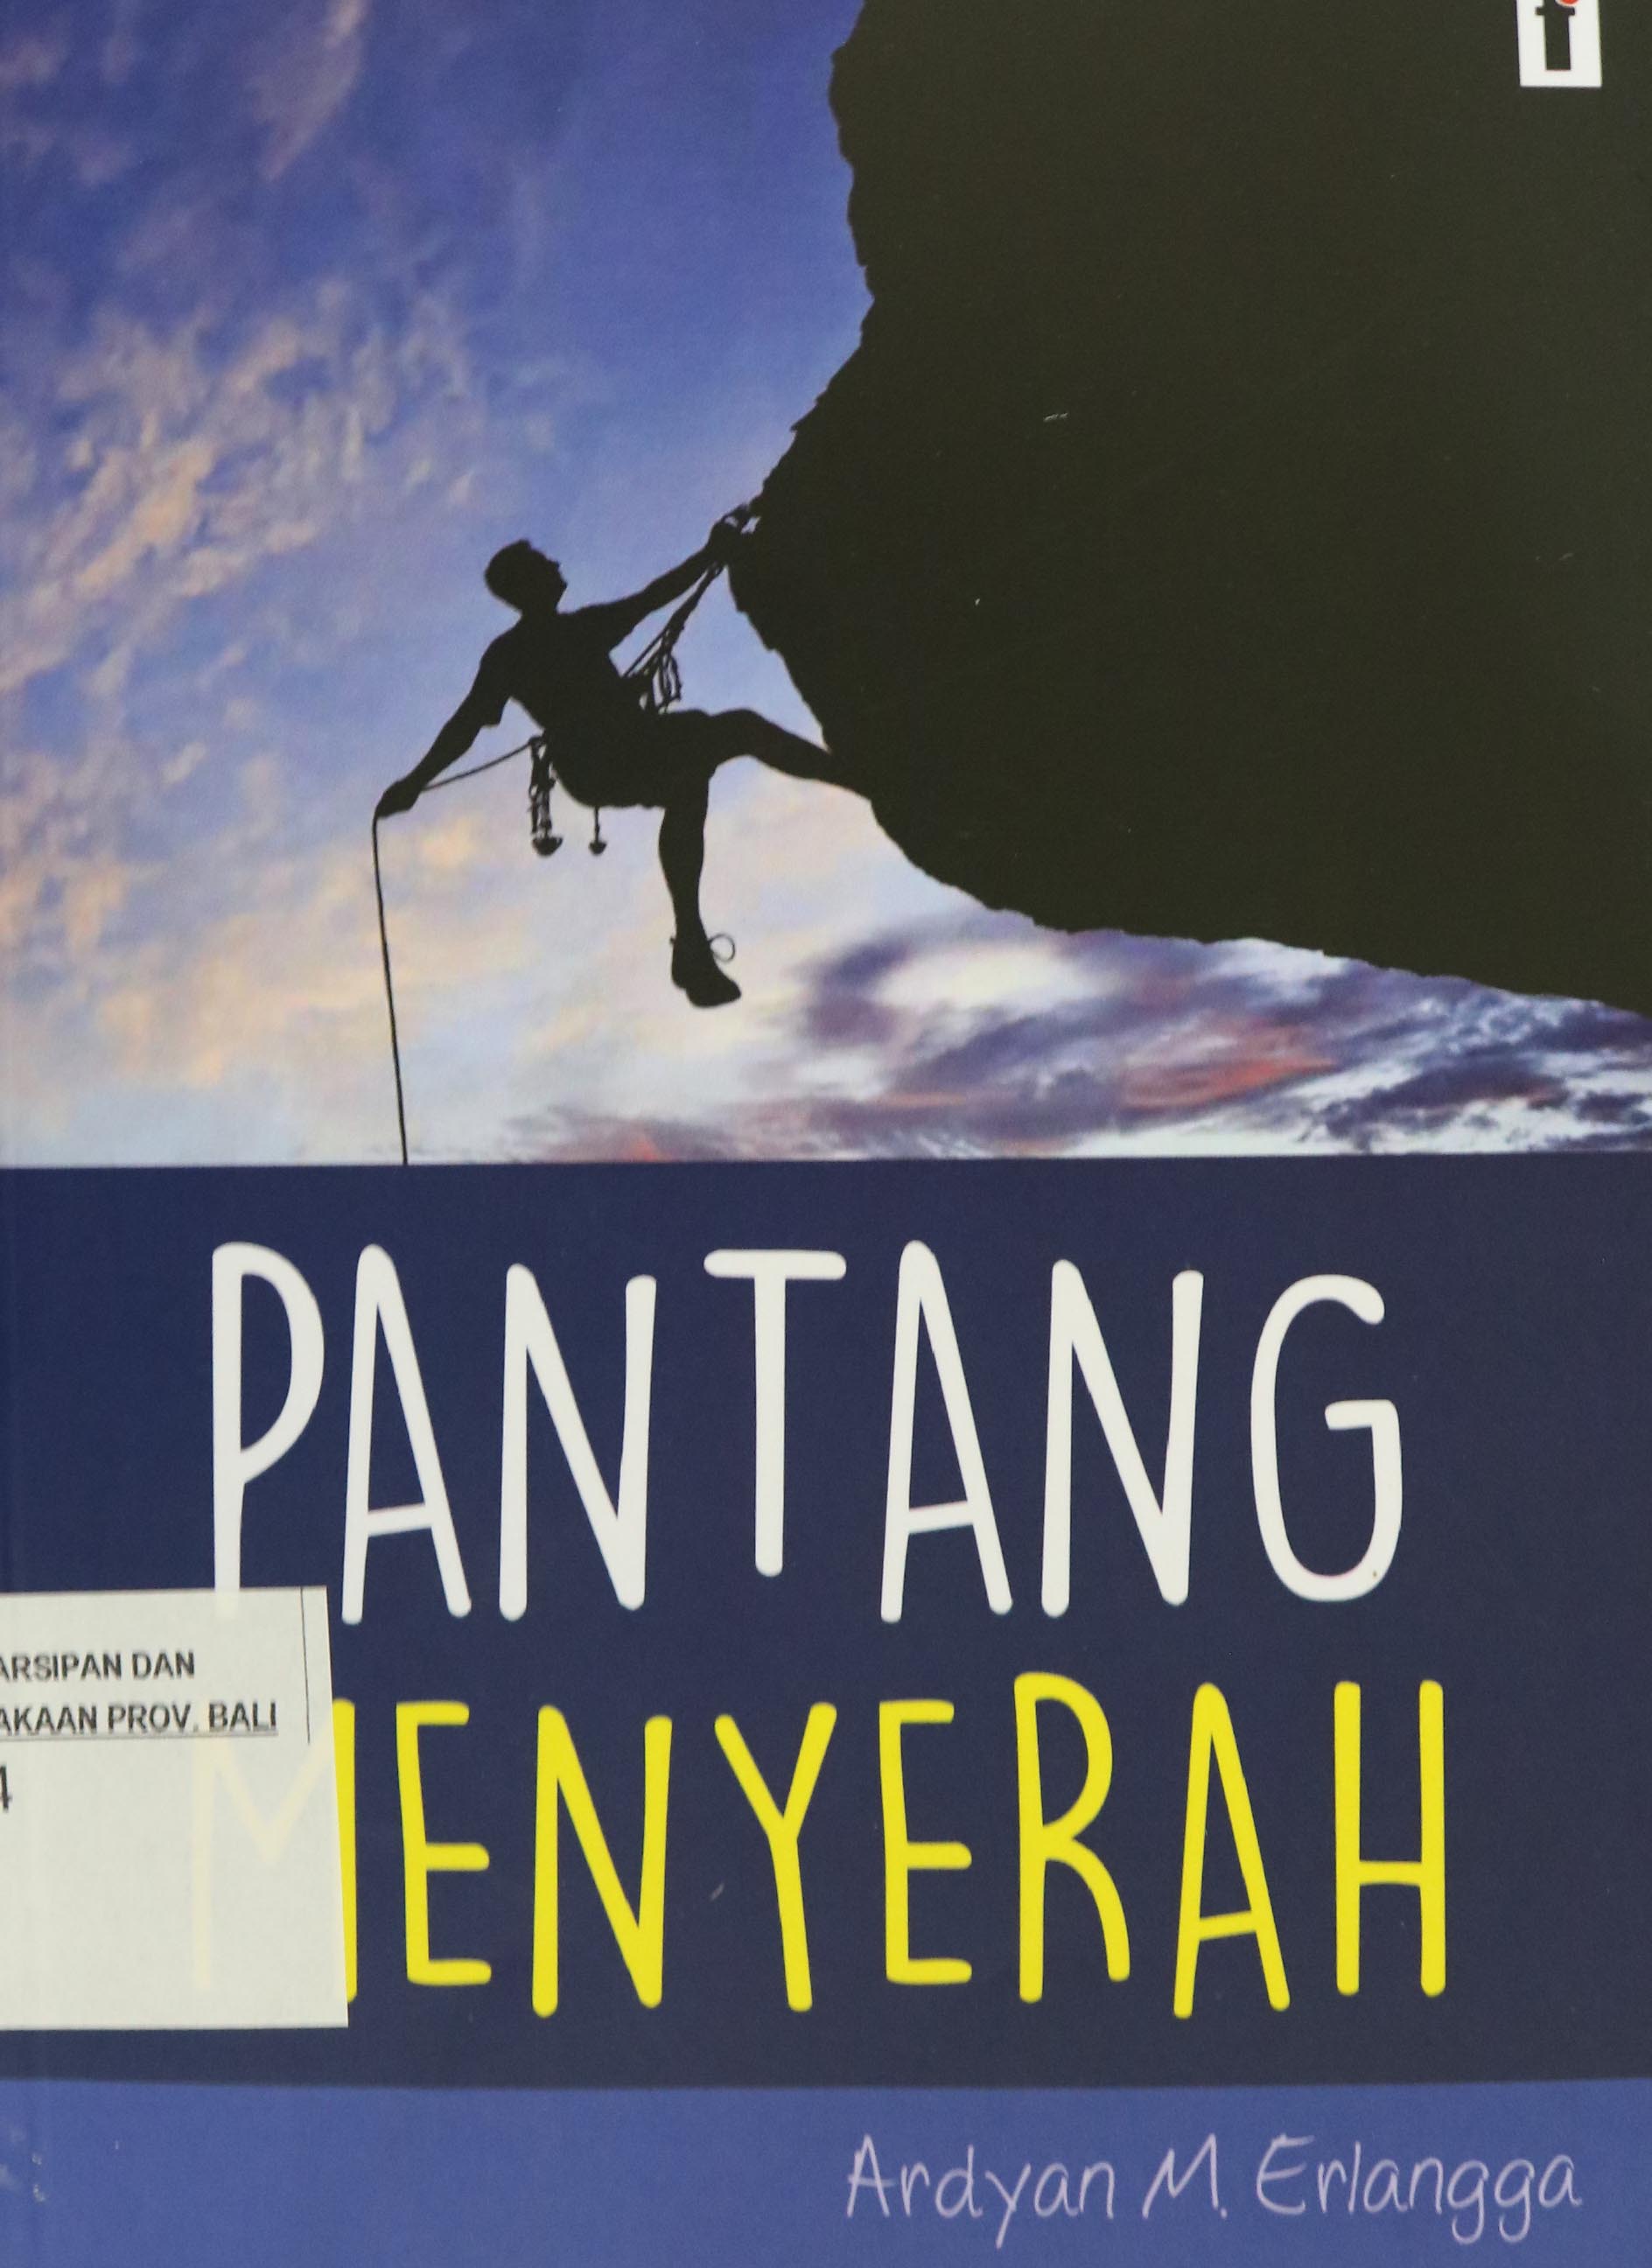 PANTANG
ARSIPAN DAN
AKAAN PROV. BALI
4
MENYERAH
Ardyan M. Erlangga